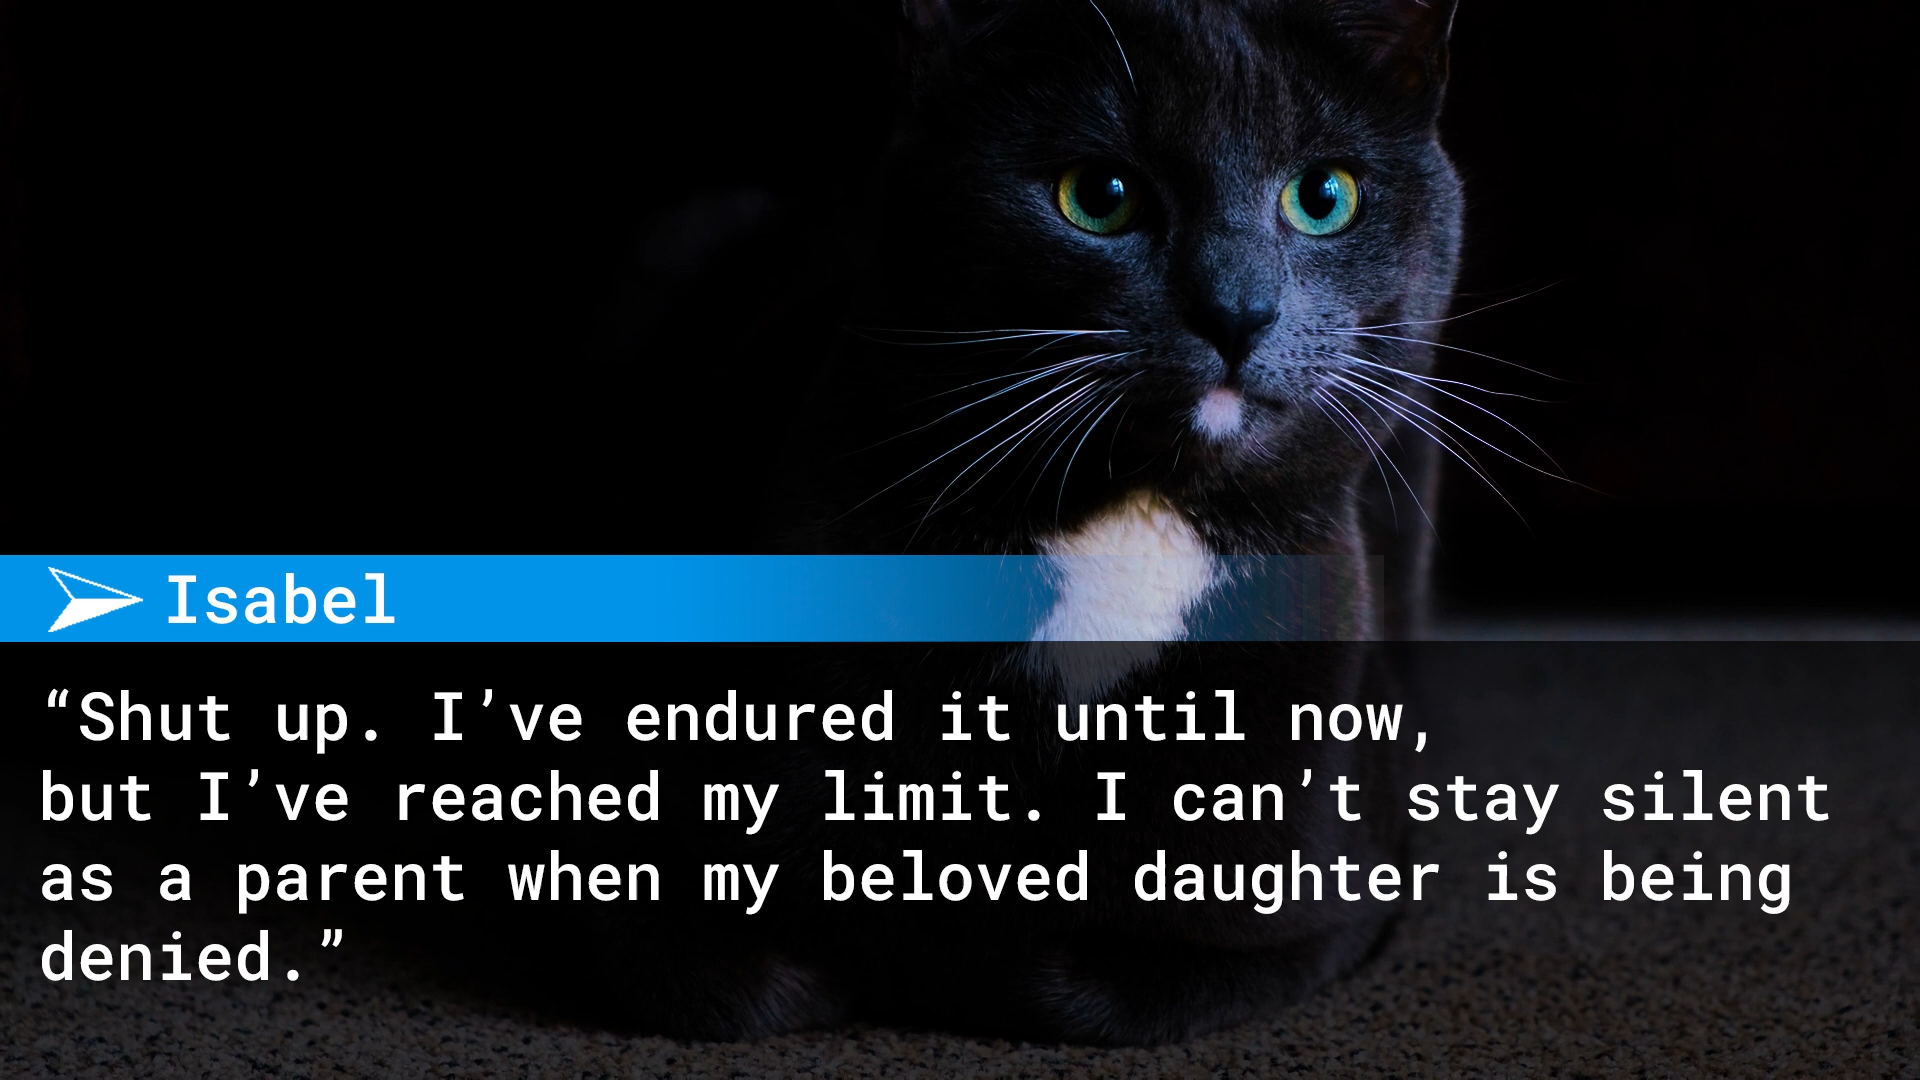 Isabel
“Shut up. I’ve endured it until now,
but I’ve reached my limit. I can’t stay silent
as a parent when my beloved daughter is being
denied.”